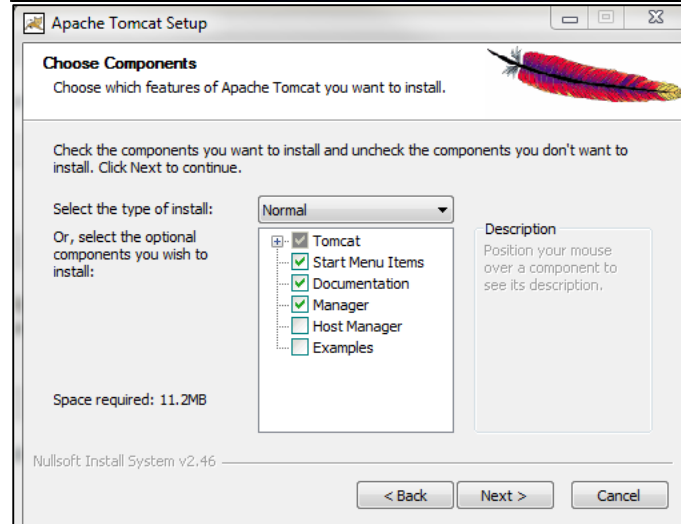 Apache Tomcat Setup
Choose Components
Choose which features of Apache Tomcat you want to install.
Check the components you want to install and uncheck the components you don't want to
install. Click Next to continue.
Select the type of install:
Normal
Or, select the optional
components you wish to
install:
Tomcat
Start Menu Items
Documentation
Manager
Host Manager
Examples
Description
Position your mouse
over a component to
see its description.
Space required: 11.2MB
Nullsoft Install System v2.46
< Back
Next >
Cancel